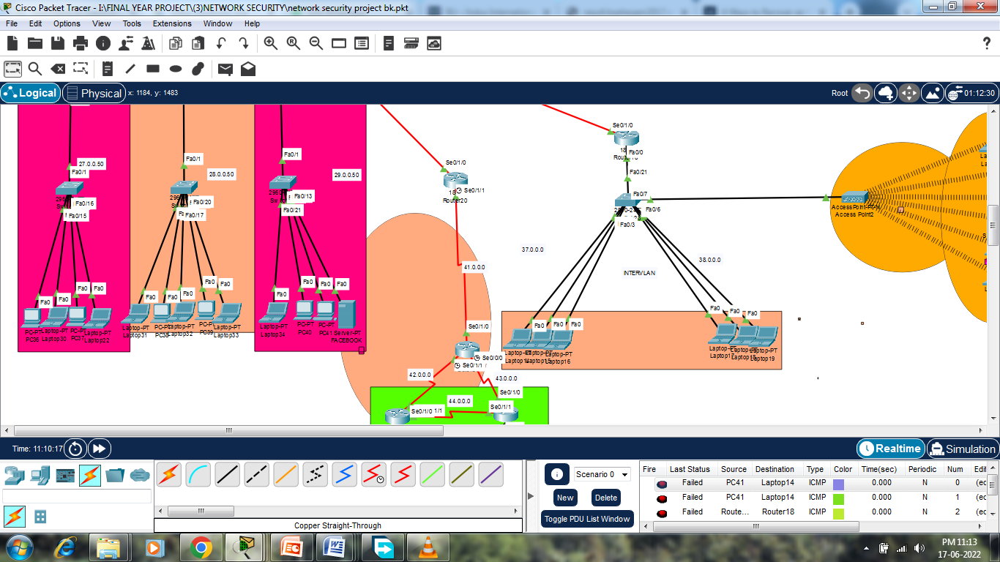 Cisco Packet Tracer - I:\FINAL YEAR PROJECT\(3)NETWORK SECURITY\network security project bk.pkt
File Edit Options View Tools Extensions Window Help
Logical Physical x: 1184, y: 1483 Root 01:12:30
Se0/1/0
Fa0/1
Fa0/1
Fa0/0
27.0.0.50
Fa0/1
28.0.0.50
29.0.0.50
Se0/1/0
Fa0/21
Se0/1/1
Router20
Fa0/7
Fa0/16
Fa0/20
Fa0/13
Fa0/6
Fa0/15
Fa0/17
Fa0/21
Fa0/3
AccessPoint-PT-N
Access Point2
37.0.0.0
38.0.0.0
41.0.0.0
INTERVLAN
Fa0 Fa0 Fa0 Fa0
Fa0 Fa0 Fa0 Fa0
Fa0 Fa0 Fa0 Fa0
Fa0 Fa0 Fa0
Fa0 Fa0 Fa0
PC-PT
PC36
Laptop-PT
Laptop30
PC-PT
PC37
Laptop-PT
Laptop22
Laptop-PT
Laptop31
PC-PT
PC38
Laptop-PT
Laptop32
PC-PT
PC39
Laptop-PT
Laptop33
Laptop-PT
Laptop34
PC-PT
PC40
PC-PT
PC41
Server-PT
FACEBOOK
Se0/1/0
Se0/0/0
Se0/1/1
Laptop-PT
Laptop16
Laptop17
Laptop-PT
Laptop19
42.0.0.0
43.0.0.0
Se0/1/0
44.0.0.0
Se0/1/0
1/1
Se0/1/1
Time: 11:10:17
Realtime Simulation
Copper Straight-Through
Scenario 0
New Delete
Toggle PDU List Window
Fire Last Status Source Destination Type Color Time(sec) Periodic Num Edit
Failed PC41 Laptop14 ICMP 0.000 N 0 (ec
Failed PC41 Laptop14 ICMP 0.000 N 1 (ec
Failed Route... Router18 ICMP 0.000 N 2 (ec
PM 11:13
17-06-2022